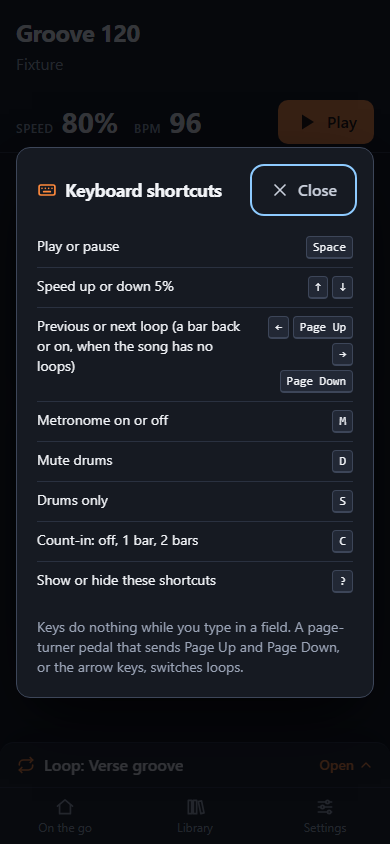 Groove 120
Fixture
SPEED 80% BPM 96
Play
Keyboard shortcuts
Close
Play or pause Space
Speed up or down 5% ↑ ↓
Previous or next loop (a bar back ← Page Up
or on, when the song has no →
loops) Page Down
Metronome on or off M
Mute drums D
Drums only S
Count-in: off, 1 bar, 2 bars C
Show or hide these shortcuts ?
Keys do nothing while you type in a field. A page-
turner pedal that sends Page Up and Page Down,
or the arrow keys, switches loops.
Loop: Verse groove Open
On the go Library Settings